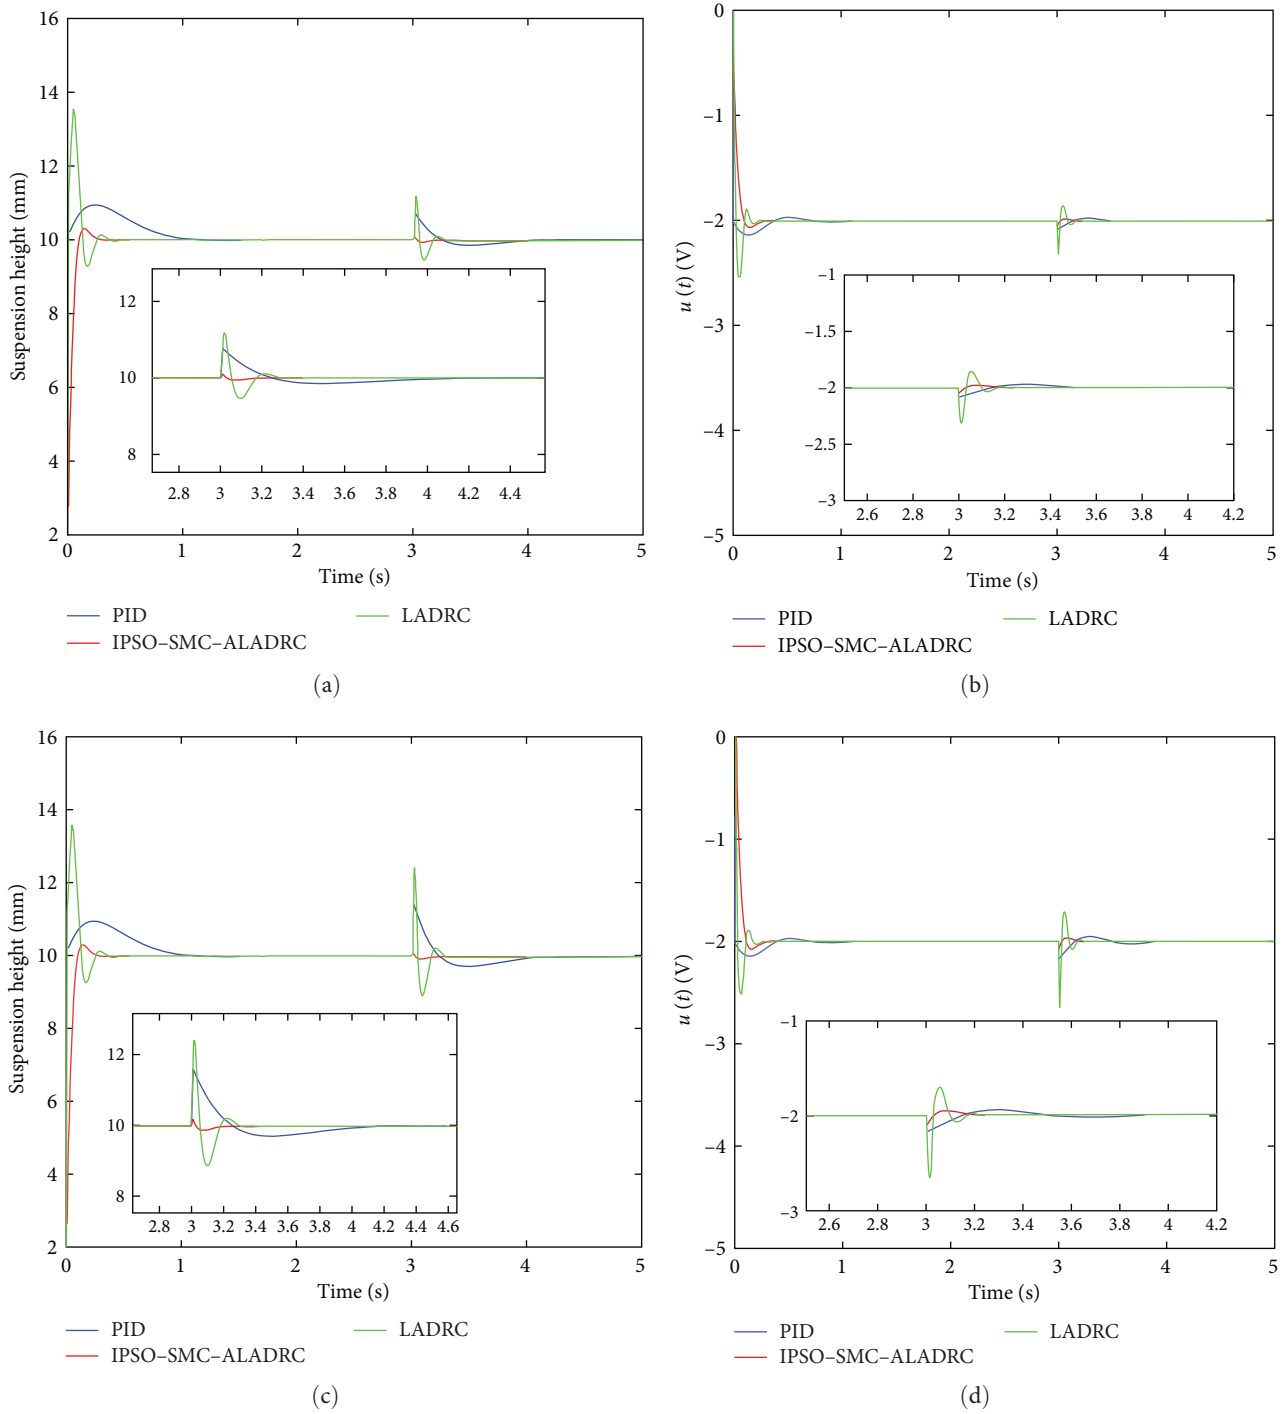 16
14
12
10
8
6
4
2
Suspension height (mm)
12
10
8
2.8 3 3.2 3.4 3.6 3.8 4 4.2 4.4
0 1 2 3 4 5
Time (s)
PID
LADRC
IPSO–SMC–ALADRC
(a)
0
–1
–2
–3
–4
–5
u (t) (V)
–1
–1.5
–2
–2.5
–3
2.6 2.8 3 3.2 3.4 3.6 3.8 4 4.2
0 1 2 3 4 5
Time (s)
PID
LADRC
IPSO–SMC–ALADRC
(b)
16
14
12
10
8
6
4
2
Suspension height (mm)
12
10
8
2.8 3 3.2 3.4 3.6 3.8 4 4.2 4.4 4.6
0 1 2 3 4 5
Time (s)
PID
LADRC
IPSO–SMC–ALADRC
(c)
0
–1
–2
–3
–4
–5
u (t) (V)
–1
–2
–3
2.6 2.8 3 3.2 3.4 3.6 3.8 4 4.2
0 1 2 3 4 5
Time (s)
PID
LADRC
IPSO–SMC–ALADRC
(d)